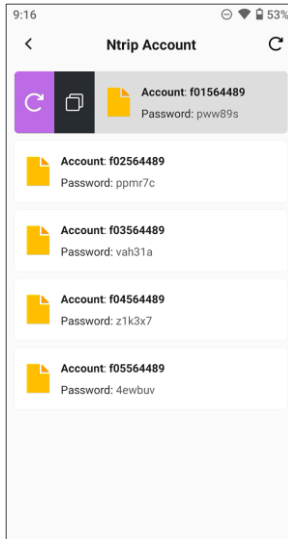 9:16
53%
Ntrip Account
Account: f01564489
Password: pww89s
Account: f02564489
Password: ppmr7c
Account: f03564489
Password: vah31a
Account: f04564489
Password: z1k3x7
Account: f05564489
Password: 4ewbuv